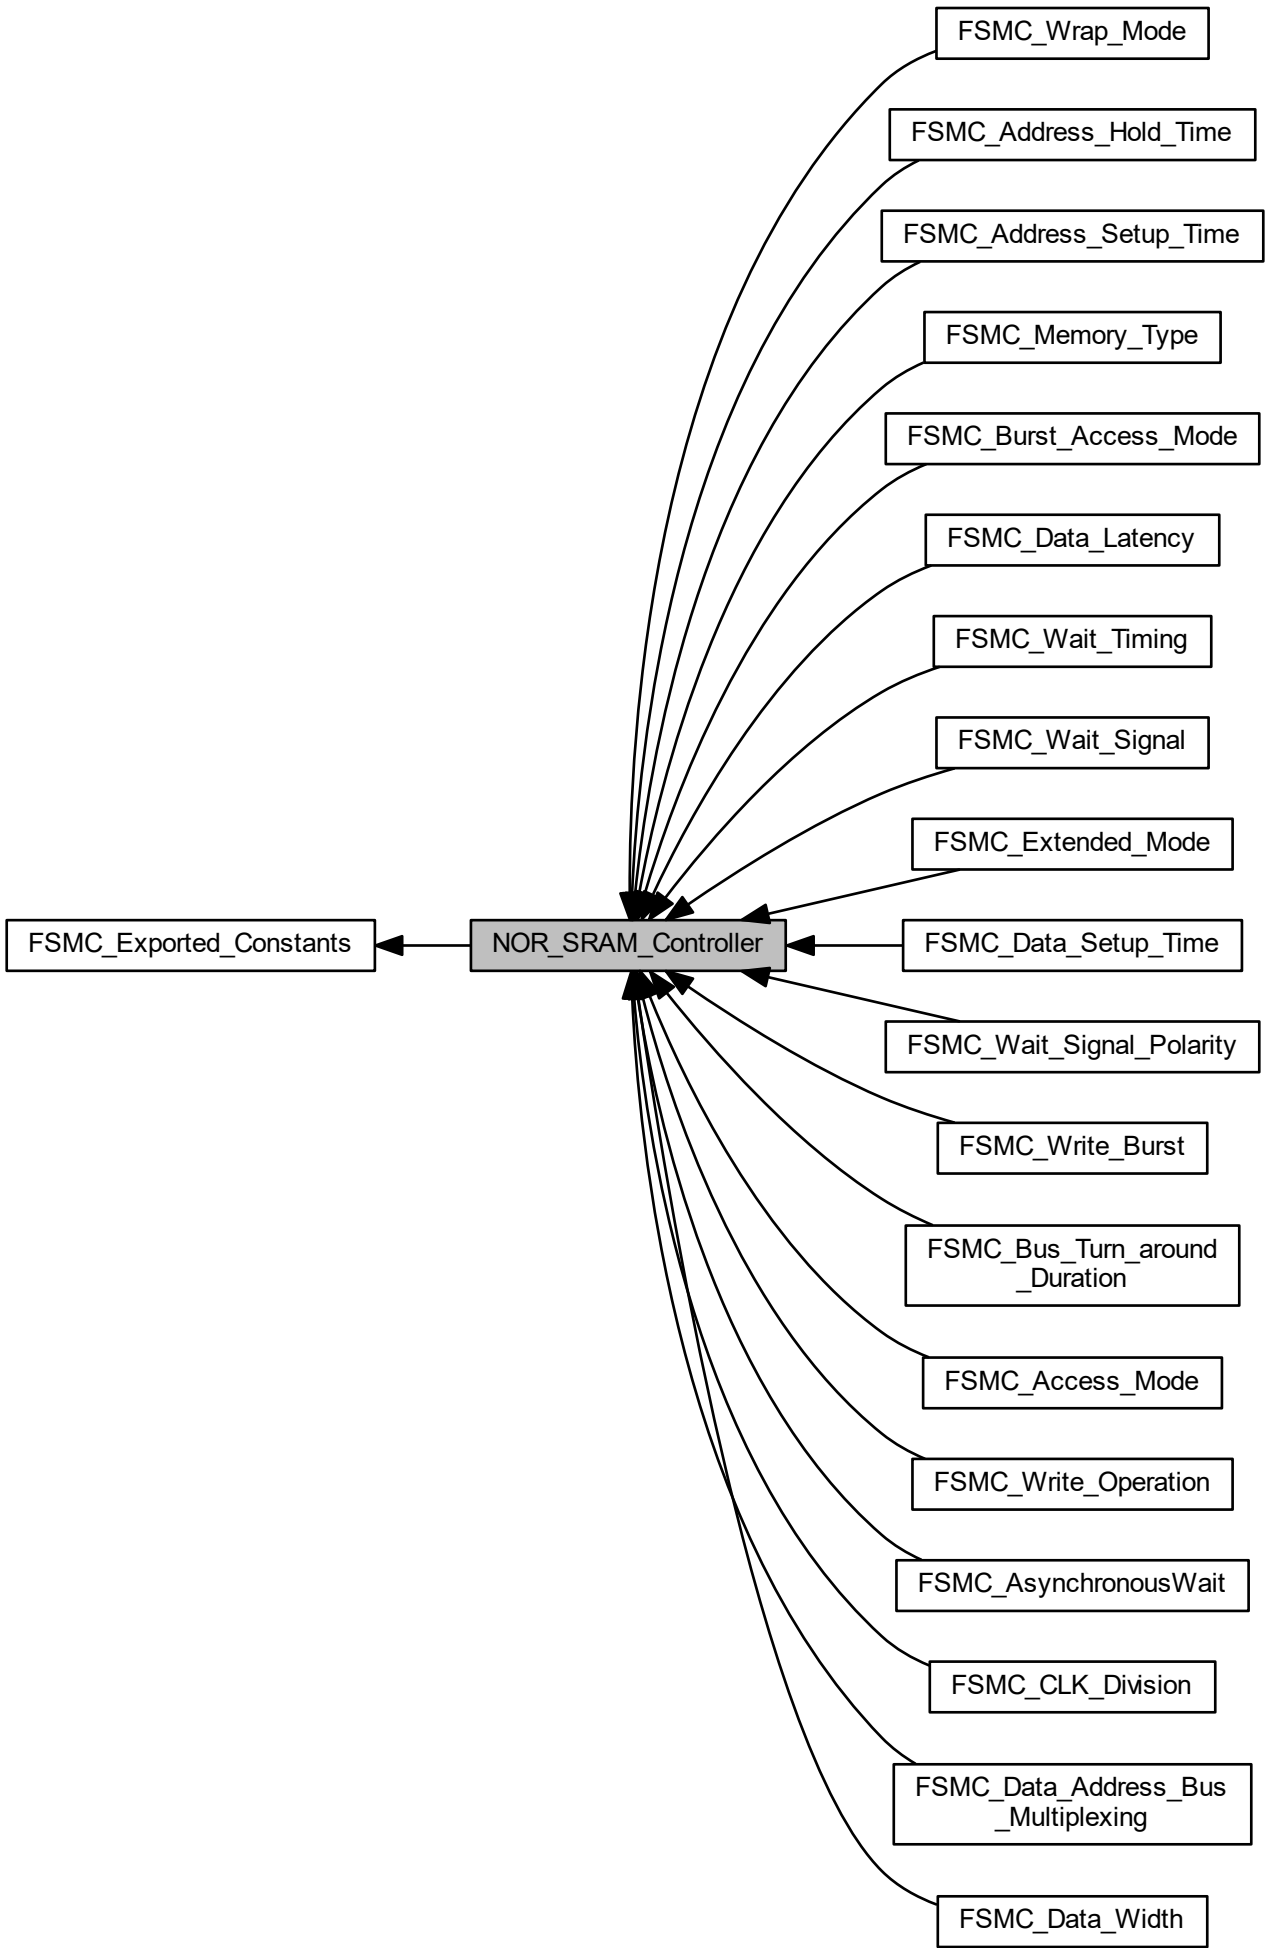 FSMC_Wrap_Mode
FSMC_Address_Hold_Time
FSMC_Address_Setup_Time
FSMC_Memory_Type
FSMC_Burst_Access_Mode
FSMC_Data_Latency
FSMC_Wait_Timing
FSMC_Wait_Signal
FSMC_Extended_Mode
FSMC_Exported_Constants
NOR_SRAM_Controller
FSMC_Data_Setup_Time
FSMC_Wait_Signal_Polarity
FSMC_Write_Burst
FSMC_Bus_Turn_around
_Duration
FSMC_Access_Mode
FSMC_Write_Operation
FSMC_AsynchronousWait
FSMC_CLK_Division
FSMC_Data_Address_Bus
_Multiplexing
FSMC_Data_Width